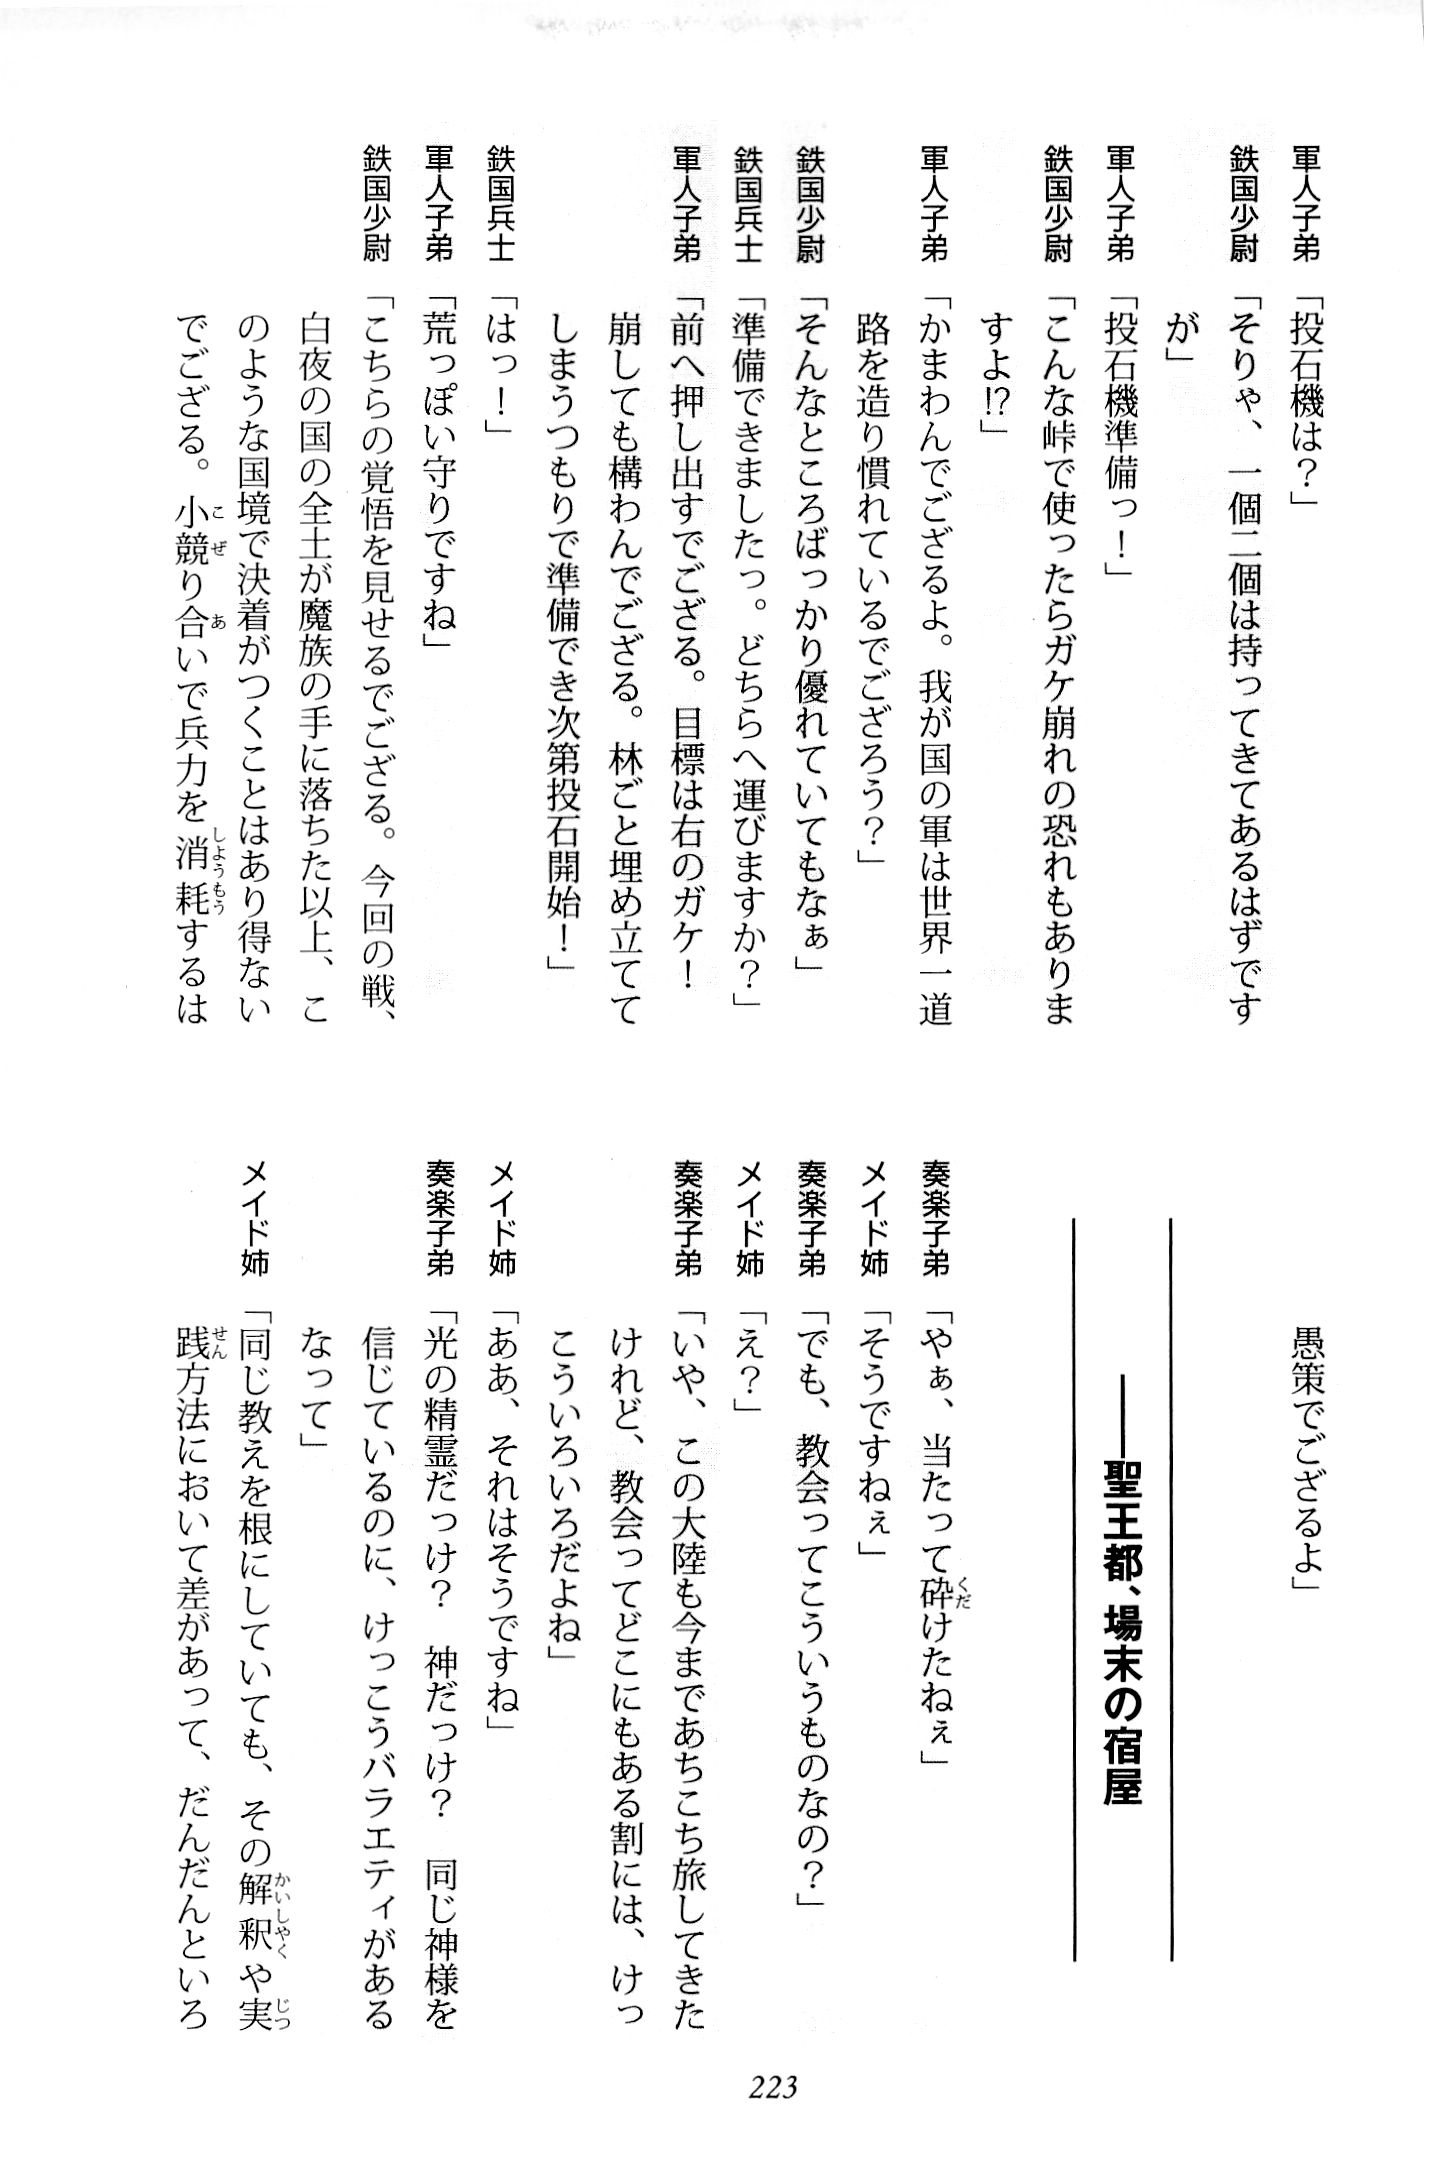 軍人子弟「投石機は?」
鉄国少尉「そりゃ、一個二個は持ってきてあるはずです
が」
軍人子弟「投石機準備っ!」
鉄国少尉「こんな峠で使ったらガケ崩れの恐れもありま
すよ!?」
軍人子弟「かまわんでござるよ。我が国の軍は世界一道
路を造り慣れているでござろう?」
鉄国少尉「そんなところばっかり優れていてもなぁ」
鉄国兵士「準備できましたっ。どちらへ運びますか?」
軍人子弟「前へ押し出すでござる。目標は右のガケ!
崩しても構わんでござる。林ごと埋め立てて
しまうつもりで準備でき次第投石開始!」
鉄国兵士「はっ!」
軍人子弟「荒っぽい守りですね」
鉄国少尉「こちらの覚悟を見せるでござる。今回の戦、
白夜の国の全土が魔族の手に落ちた以上、こ
のような国境で決着がつくことはあり得ない
でござる。小競り合いで兵力を消耗するは
愚策でござるよ」
――聖王都、場末の宿屋
奏楽子弟「やぁ、当たって砕けたねぇ」
メイド姉「そうですねぇ」
奏楽子弟「でも、教会ってこういうものなの?」
メイド姉「え?」
奏楽子弟「いや、この大陸も今まであちこち旅してきた
けれど、教会ってどこにもある割には、けっ
こういろいろだよね」
メイド姉「ああ、それはそうですね」
奏楽子弟「光の精霊だっけ? 神だっけ? 同じ神様を
信じているのに、けっこうバラエティがある
なって」
メイド姉「同じ教えを根にしていても、その解釈や実
践方法において差があって、だんだんといろ
223